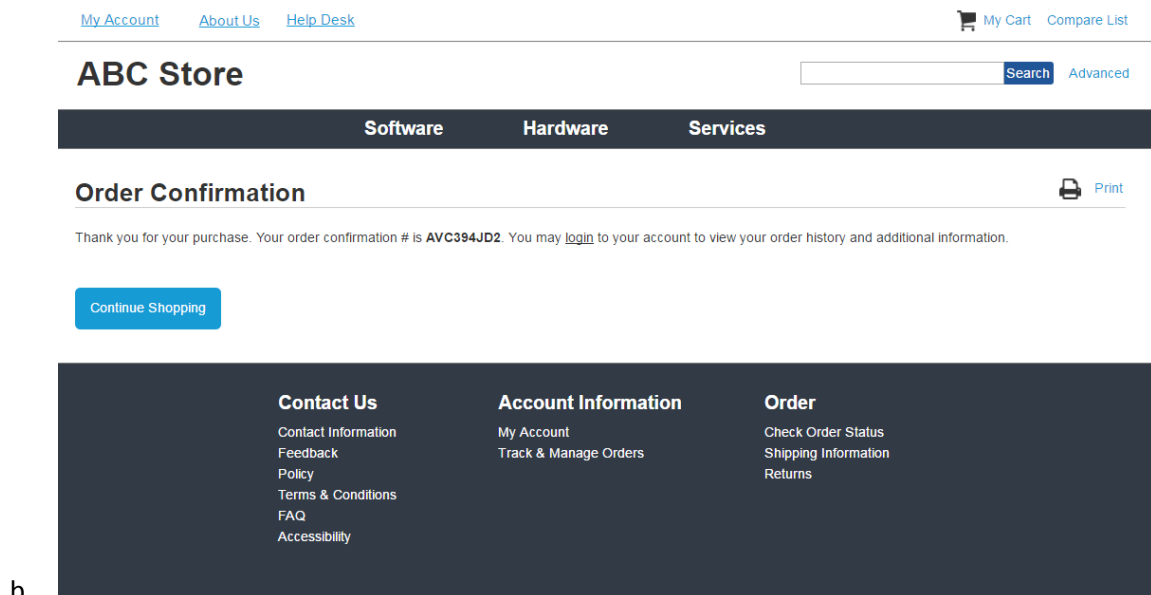 My Account About Us Help Desk My Cart Compare List
ABC Store Search Advanced
Software Hardware Services
Order Confirmation Print
Thank you for your purchase. Your order confirmation # is AVC394JD2. You may login to your account to view your order history and additional information.
Continue Shopping
Contact Us Account Information Order
Contact Information My Account Check Order Status
Feedback Track & Manage Orders Shipping Information
Policy Returns
Terms & Conditions
FAQ
Accessibility